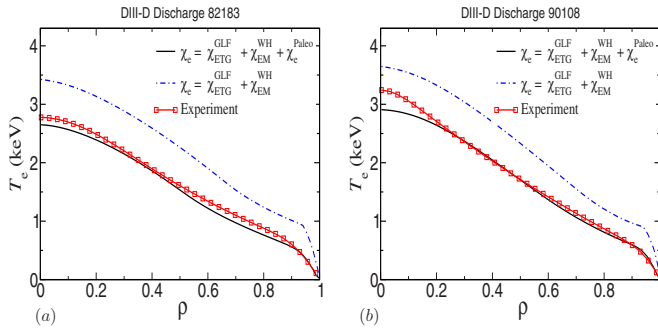 DIII-D Discharge 82183
χ_e = χ_ETG^GLF + χ_EM^WH + χ_e^Paleo
χ_e = χ_ETG^GLF + χ_EM^WH
Experiment
T_e (keV)
4
3
2
1
0
0 0.2 0.4 0.6 0.8 1
(a) ρ
DIII-D Discharge 90108
χ_e = χ_ETG^GLF + χ_EM^WH + χ_e^Paleo
χ_e = χ_ETG^GLF + χ_EM^WH
Experiment
T_e (keV)
4
3
2
1
0
0 0.2 0.4 0.6 0.8
(b) ρ